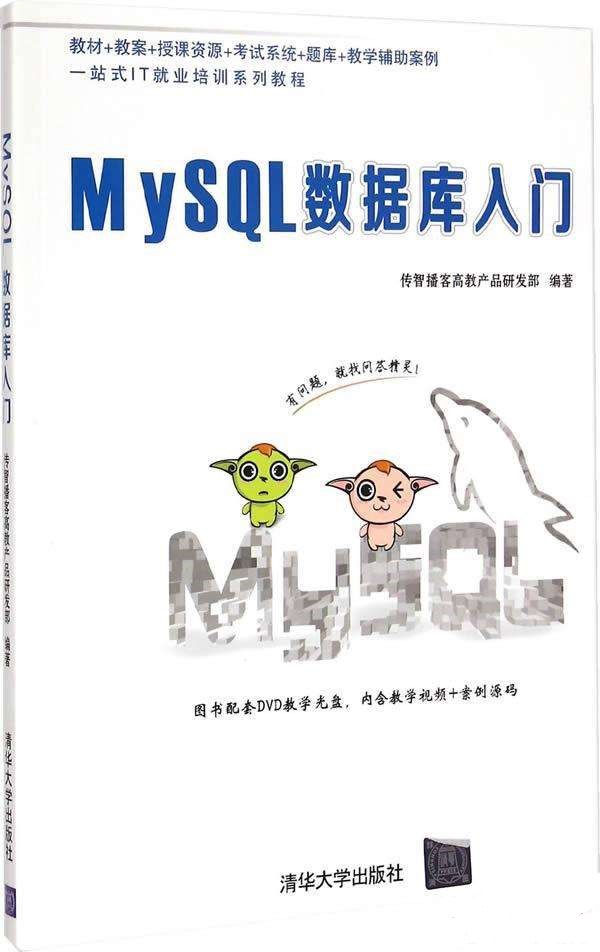 教材+教案+授课资源+考试系统+题库+教学辅助案例
一站式IT就业培训系列教程
MySQL数据库入门
传智播客高教产品研发部 编著
有问题，就找问答精灵！
MySQL
图书配套DVD教学光盘，内含教学视频+案例源码
清华大学出版社
MySQL 数据库入门
传智播客高教产品研发部 编著
清华大学出版社